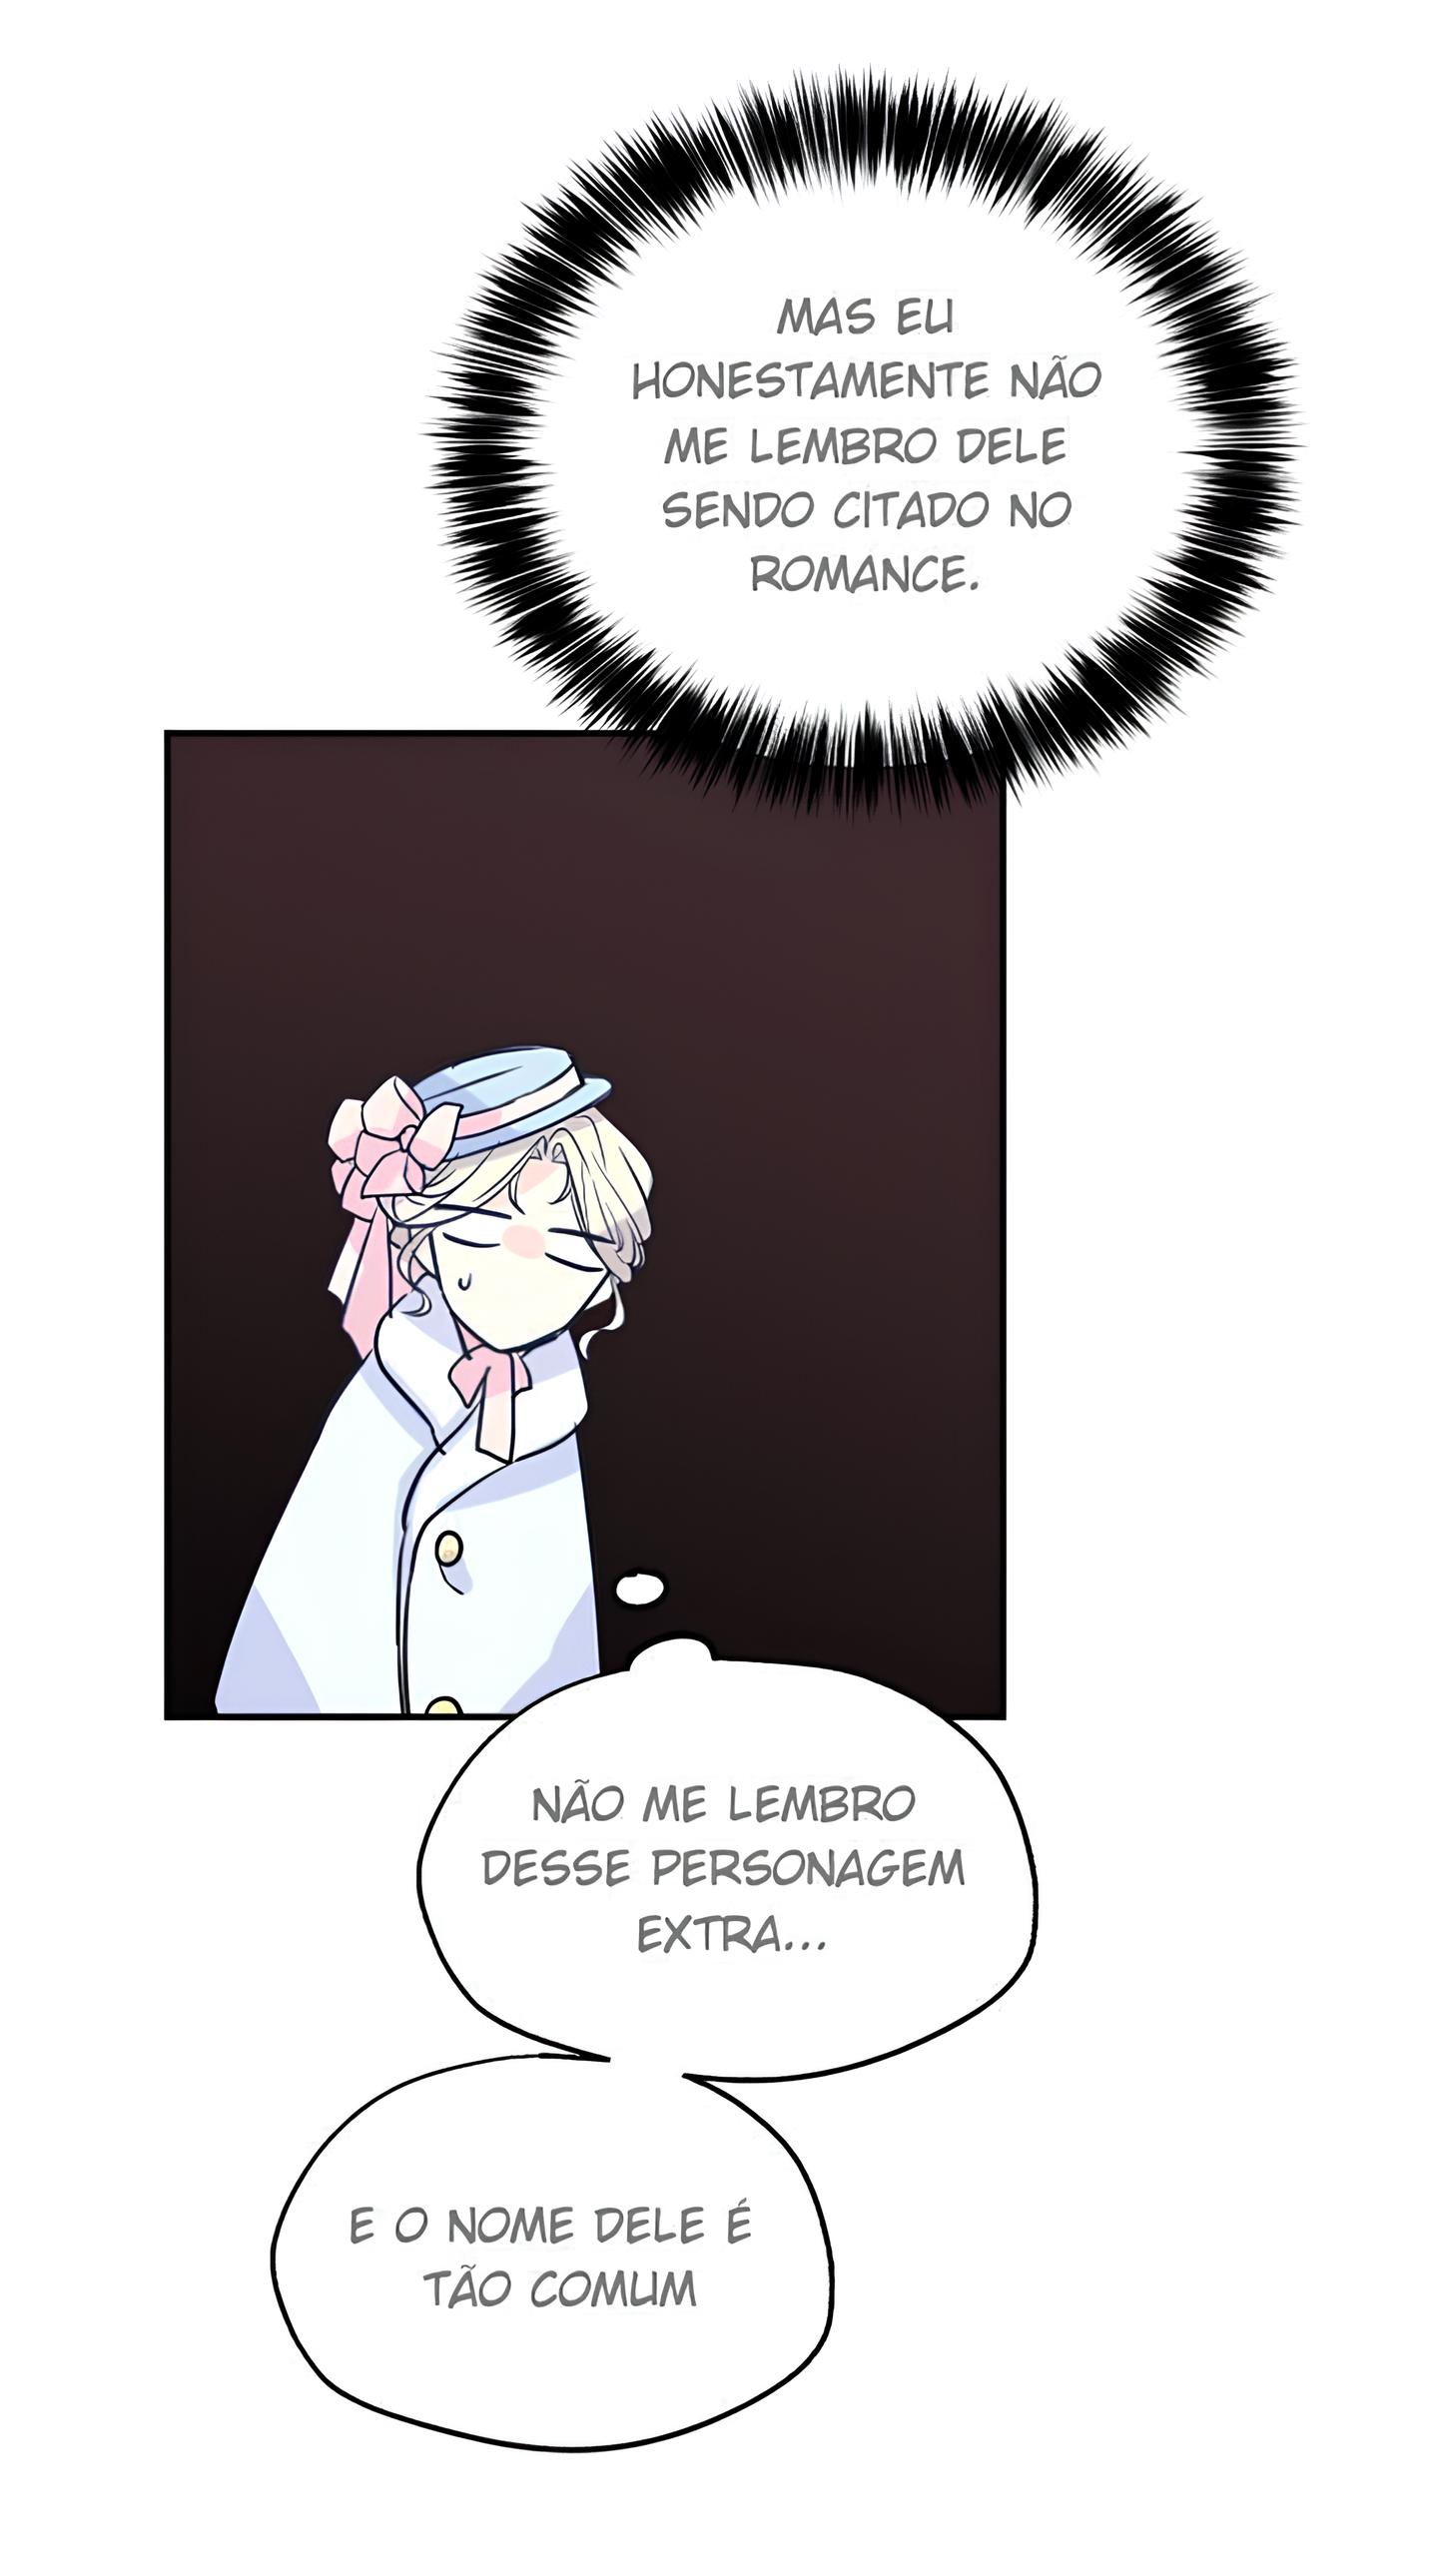 MAS EU
HONESTAMENTE NÃO
ME LEMBRO DELE
SENDO CITADO NO
ROMANCE.
NÃO ME LEMBRO
DESSE PERSONAGEM
EXTRA...
E O NOME DELE É
TÃO COMUM